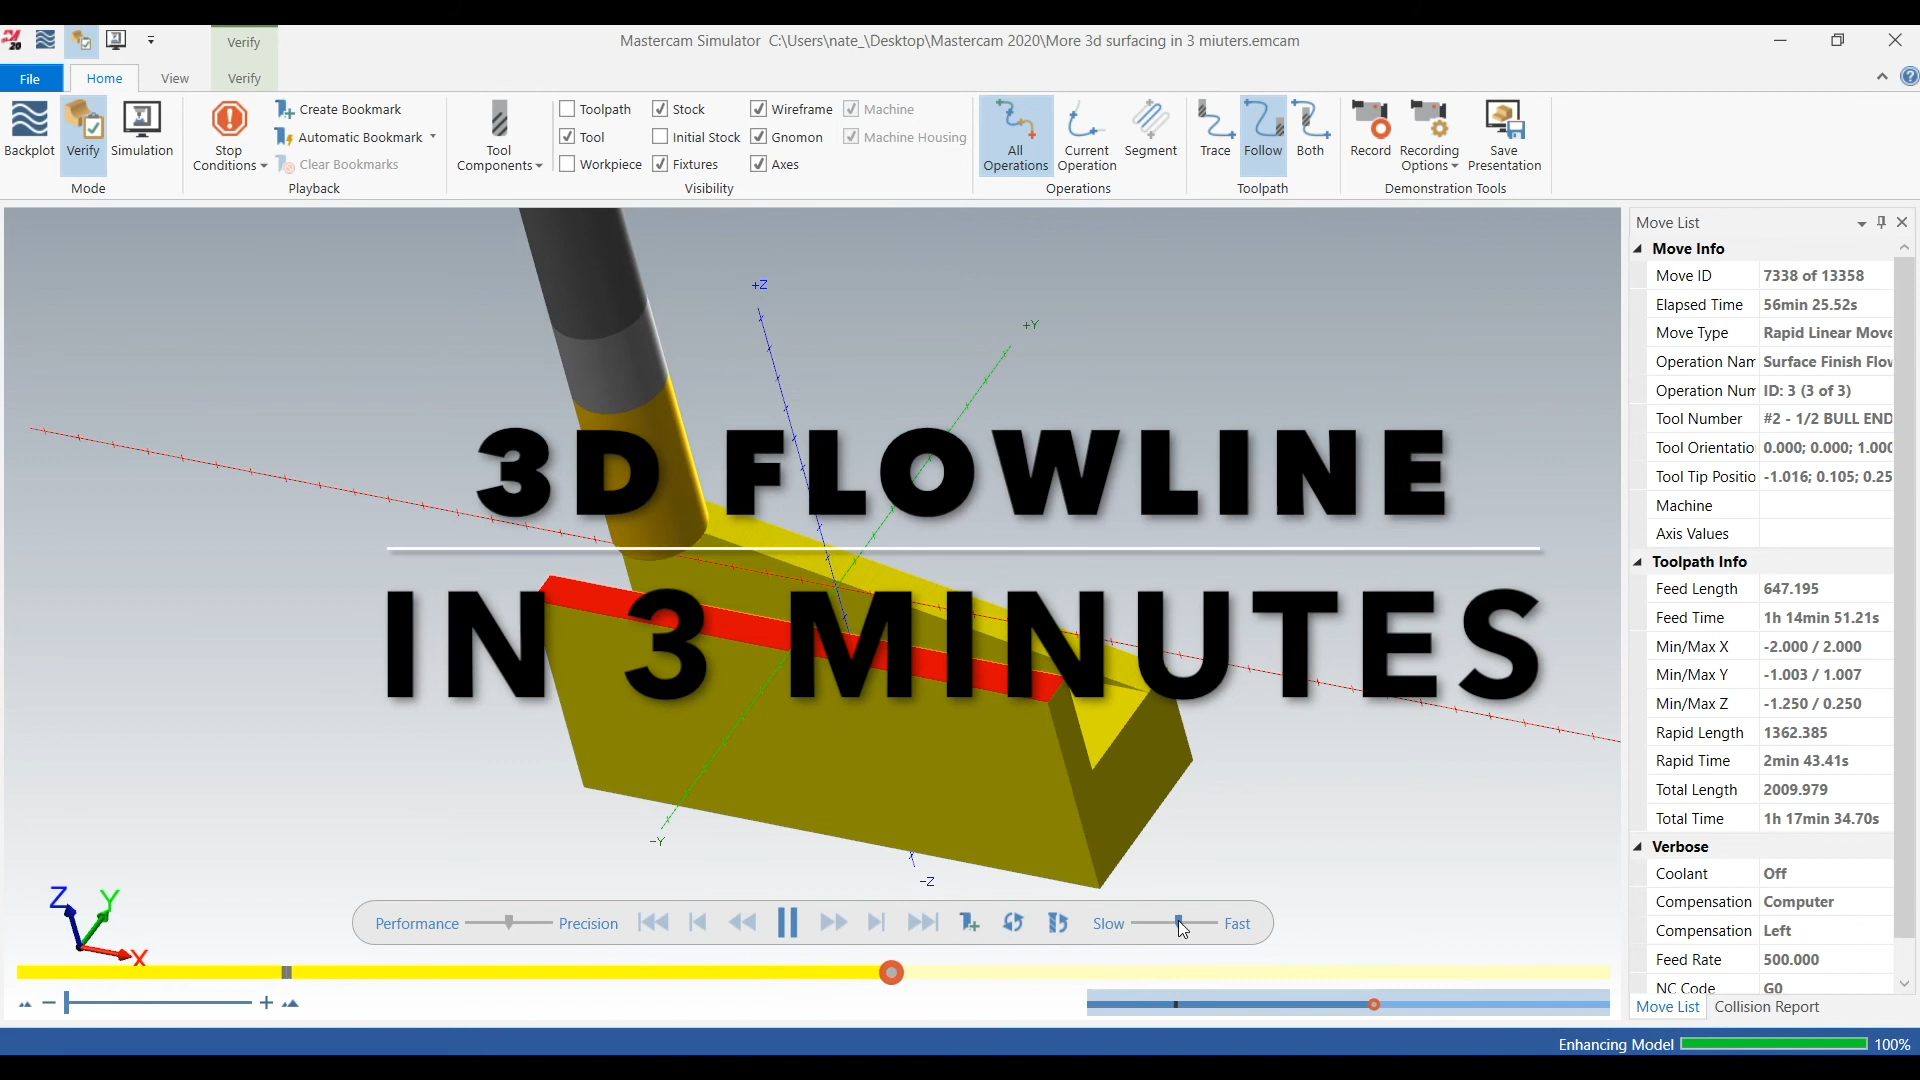 20
Verify
Mastercam Simulator C:\Users\nate_\Desktop\Mastercam 2020\More 3d surfacing in 3 miuters.emcam
File
Home
View
Verify
Backplot
Verify
Simulation
Mode
Stop
Conditions
Create Bookmark
Automatic Bookmark
Clear Bookmarks
Playback
Tool
Components
Toolpath
Tool
Workpiece
Stock
Initial Stock
Fixtures
Wireframe
Gnomon
Axes
Machine
Machine Housing
Visibility
All
Operations
Current
Operation
Segment
Operations
Trace
Follow
Both
Toolpath
Record
Recording
Options
Save
Presentation
Demonstration Tools
+Z
+Y
3D FLOWLINE
IN 3 MINUTES
-Y
-Z
Z
Y
X
Performance
Precision
Slow
Fast
Move List
Move Info
Move ID 7338 of 13358
Elapsed Time 56min 25.52s
Move Type Rapid Linear Move
Operation Nam Surface Finish Flow
Operation Num ID: 3 (3 of 3)
Tool Number #2 - 1/2 BULL END
Tool Orientatio 0.000; 0.000; 1.000
Tool Tip Positio -1.016; 0.105; 0.25
Machine
Axis Values
Toolpath Info
Feed Length 647.195
Feed Time 1h 14min 51.21s
Min/Max X -2.000 / 2.000
Min/Max Y -1.003 / 1.007
Min/Max Z -1.250 / 0.250
Rapid Length 1362.385
Rapid Time 2min 43.41s
Total Length 2009.979
Total Time 1h 17min 34.70s
Verbose
Coolant Off
Compensation Computer
Compensation Left
Feed Rate 500.000
NC Code G0
Move List
Collision Report
Enhancing Model
100%